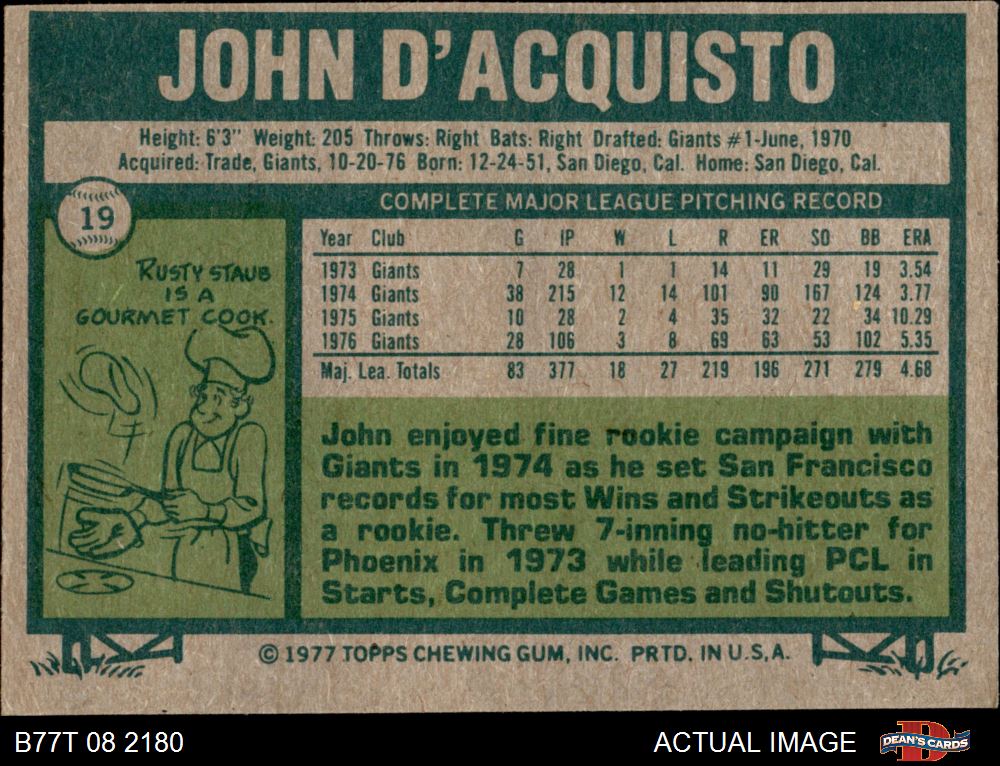 JOHN D'ACQUISTO
Height: 6'3" Weight: 205 Throws: Right Bats: Right Drafted: Giants #1-June, 1970
Acquired: Trade, Giants, 10-20-76 Born: 12-24-51, San Diego, Cal. Home: San Diego, Cal.
19
RUSTY STAUB
IS A
GOURMET COOK.
COMPLETE MAJOR LEAGUE PITCHING RECORD
Year Club G IP W L R ER SO BB ERA
1973 Giants 7 28 1 1 14 11 29 19 3.54
1974 Giants 38 215 12 14 101 90 167 124 3.77
1975 Giants 10 28 2 4 35 32 22 34 10.29
1976 Giants 28 106 3 8 69 63 53 102 5.35
Maj. Lea. Totals 83 377 18 27 219 196 271 279 4.68
John enjoyed fine rookie campaign with
Giants in 1974 as he set San Francisco
records for most Wins and Strikeouts as
a rookie. Threw 7-inning no-hitter for
Phoenix in 1973 while leading PCL in
Starts, Complete Games and Shutouts.
© 1977 TOPPS CHEWING GUM, INC. PRTD. IN U.S.A.
B77T 08 2180
ACTUAL IMAGE
D
DEAN'S CARDS